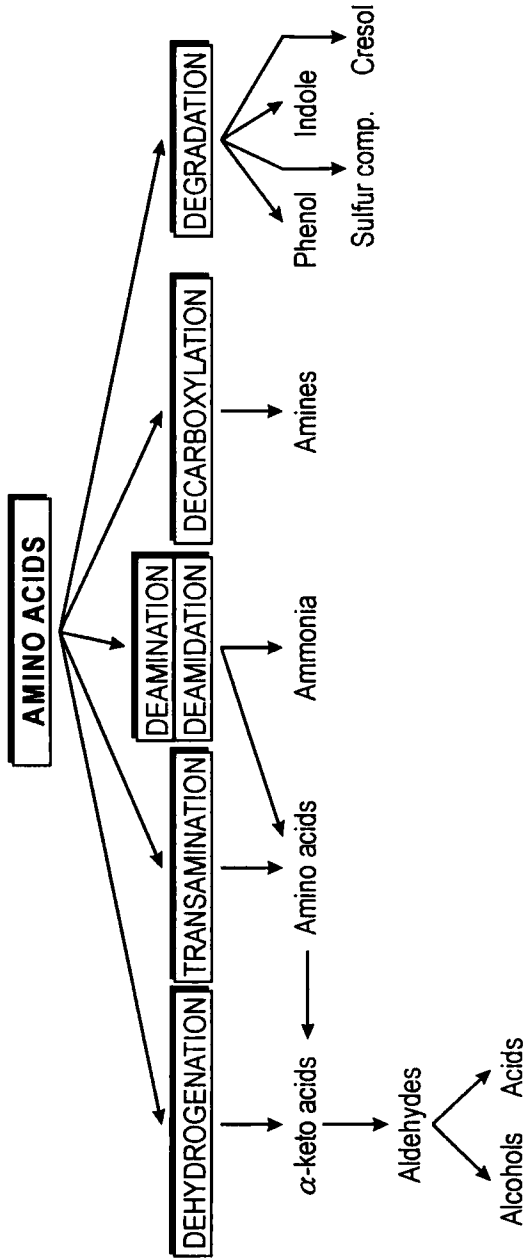 AMINO ACIDS
DEHYDROGENATION
TRANSAMINATION
DEAMINATION
DEAMIDATION
DECARBOXYLATION
DEGRADATION
α-keto acids
Amino acids
Ammonia
Amines
Phenol
Indole
Sulfur comp.
Cresol
Aldehydes
Alcohols
Acids